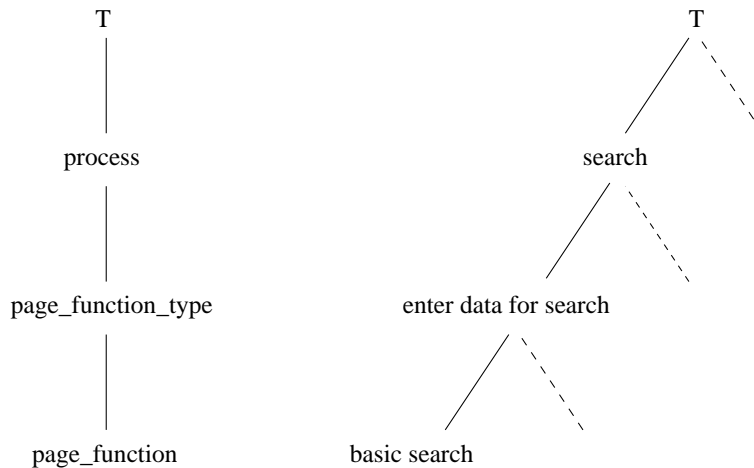 T
T
process
search
page_function_type
enter data for search
page_function
basic search